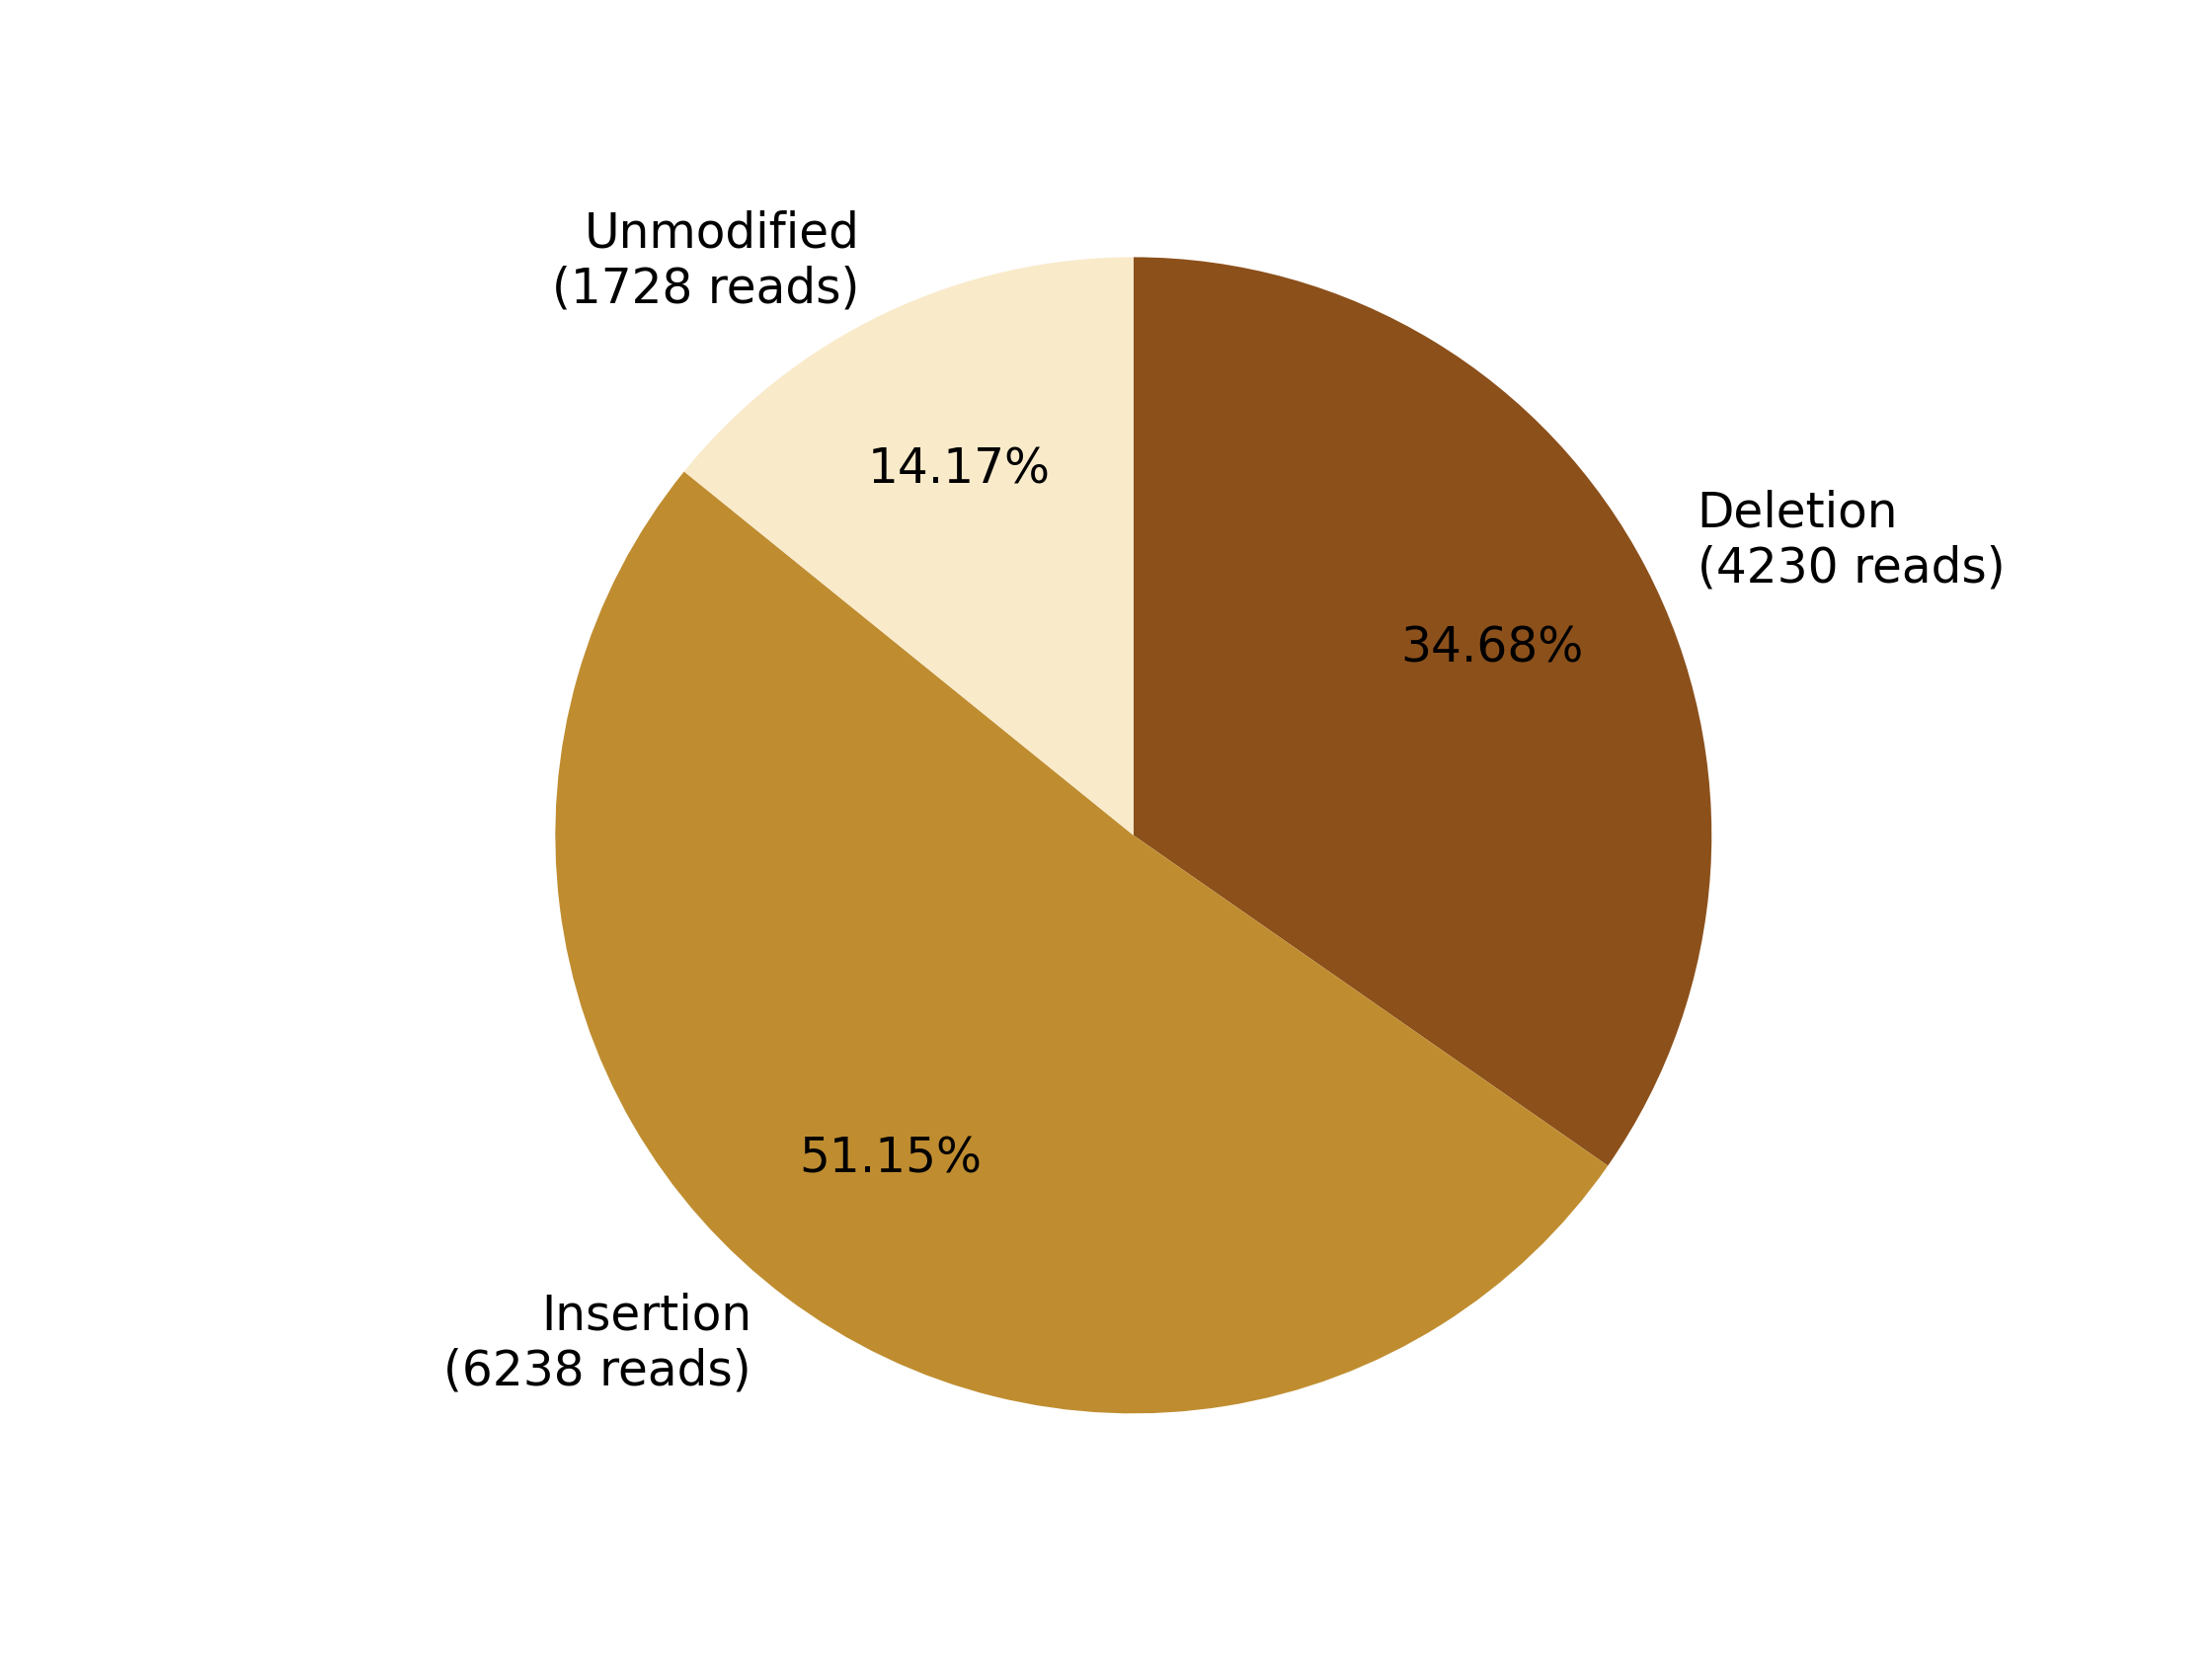 Unmodified
(1728 reads)
14.17%
Deletion
(4230 reads)
34.68%
51.15%
Insertion
(6238 reads)